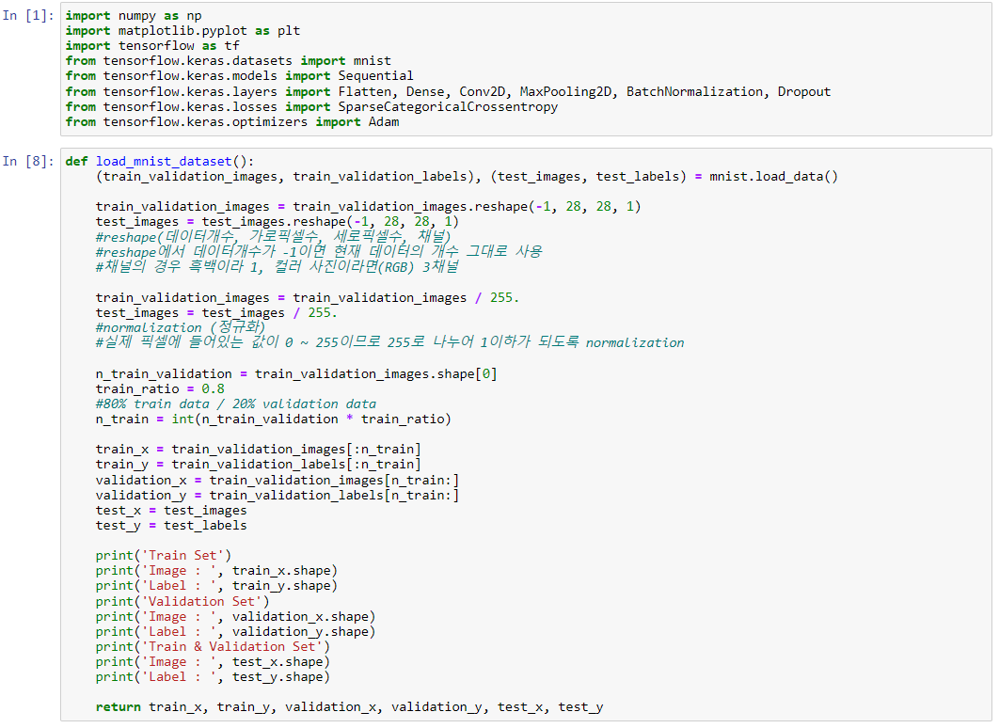 In [1]:
import numpy as np
import matplotlib.pyplot as plt
import tensorflow as tf
from tensorflow.keras.datasets import mnist
from tensorflow.keras.models import Sequential
from tensorflow.keras.layers import Flatten, Dense, Conv2D, MaxPooling2D, BatchNormalization, Dropout
from tensorflow.keras.losses import SparseCategoricalCrossentropy
from tensorflow.keras.optimizers import Adam
In [8]:
def load_mnist_dataset():
    (train_validation_images, train_validation_labels), (test_images, test_labels) = mnist.load_data()
    train_validation_images = train_validation_images.reshape(-1, 28, 28, 1)
    test_images = test_images.reshape(-1, 28, 28, 1)
    #reshape(데이터개수, 가로픽셀수, 세로픽셀수, 채널)
    #reshape에서 데이터개수가 -1이면 현재 데이터의 개수 그대로 사용
    #채널의 경우 흑백이라 1, 컬러 사진이라면(RGB) 3채널
    train_validation_images = train_validation_images / 255.
    test_images = test_images / 255.
    #normalization (정규화)
    #실제 픽셀에 들어있는 값이 0 ~ 255이므로 255로 나누어 1이하가 되도록 normalization
    n_train_validation = train_validation_images.shape[0]
    train_ratio = 0.8
    #80% train data / 20% validation data
    n_train = int(n_train_validation * train_ratio)
    train_x = train_validation_images[:n_train]
    train_y = train_validation_labels[:n_train]
    validation_x = train_validation_images[n_train:]
    validation_y = train_validation_labels[n_train:]
    test_x = test_images
    test_y = test_labels
    print('Train Set')
    print('Image : ', train_x.shape)
    print('Label : ', train_y.shape)
    print('Validation Set')
    print('Image : ', validation_x.shape)
    print('Label : ', validation_y.shape)
    print('Train & Validation Set')
    print('Image : ', test_x.shape)
    print('Label : ', test_y.shape)
    return train_x, train_y, validation_x, validation_y, test_x, test_y